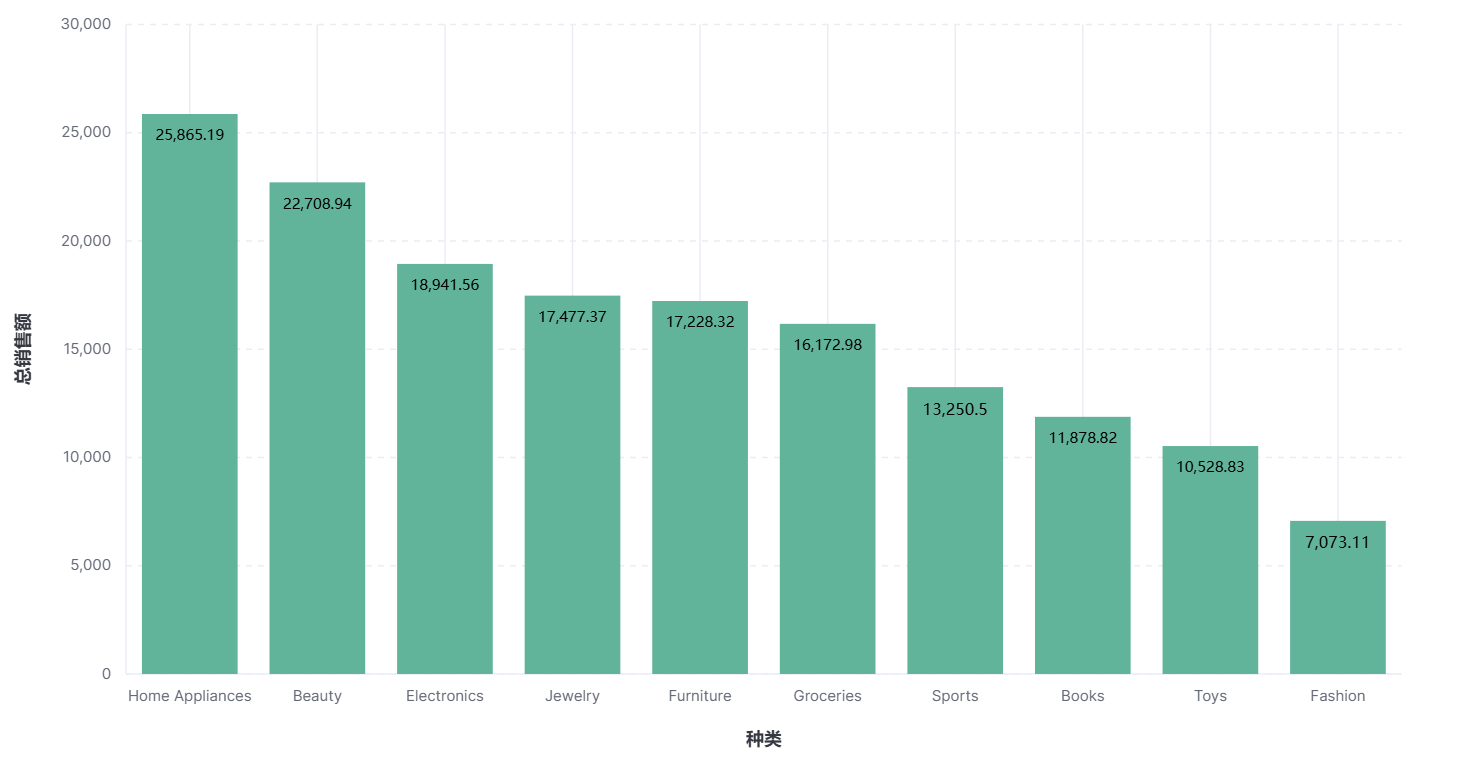 总销售额
30,000
25,000
20,000
15,000
10,000
5,000
0
25,865.19
22,708.94
18,941.56
17,477.37
17,228.32
16,172.98
13,250.5
11,878.82
10,528.83
7,073.11
Home Appliances
Beauty
Electronics
Jewelry
Furniture
Groceries
Sports
Books
Toys
Fashion
种类